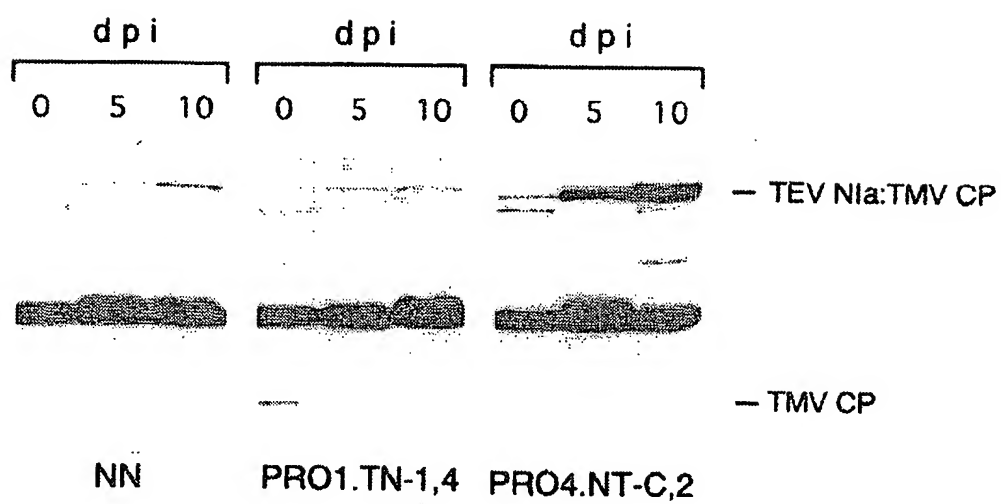 dpi dpi dpi
0 5 10 0 5 10 0 5 10
– TEV NIa:TMV CP
– TMV CP
NN PRO1.TN-1,4 PRO4.NT-C,2